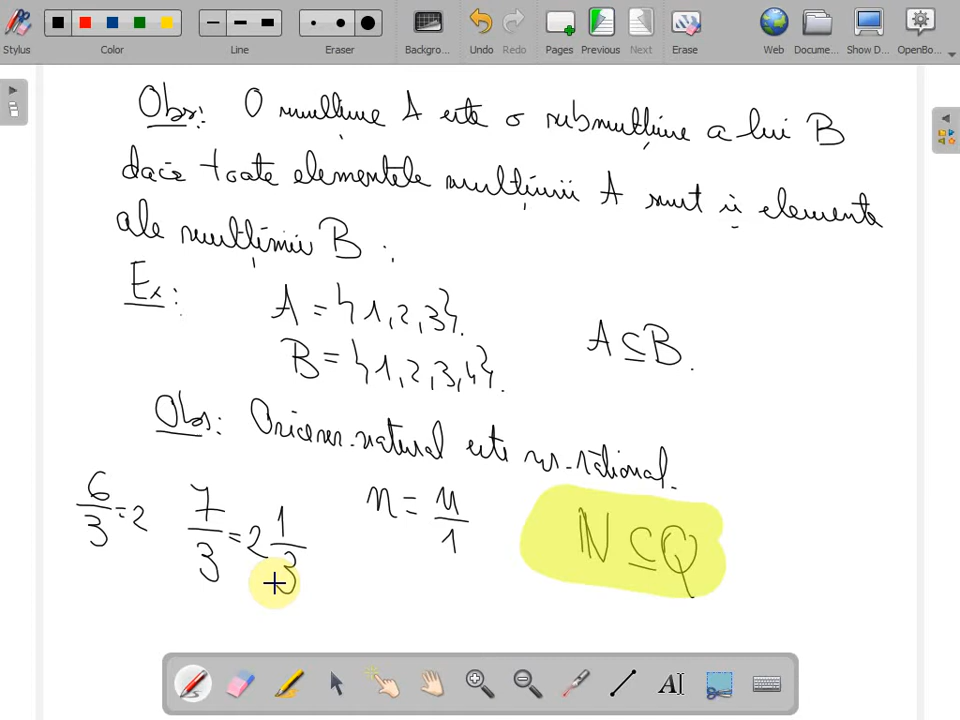 Color
Line
Eraser
Stylus
Backgro...
Undo
Redo
Pages
Previous
Next
Erase
Web
Docume...
Show D...
OpenBo...
Obs: O mulțime A este o submulțime a lui B
dacă toate elementele mulțimii A sunt și elemente
ale mulțimii B.
Ex: A = {1,2,3}.
B = {1,2,3,4}.
A ⊆ B.
Obs: Orice nr. natural este nr. rational.
6/3 = 2
7/3 = 2 1/3
n = n/1
N ⊆ Q
A